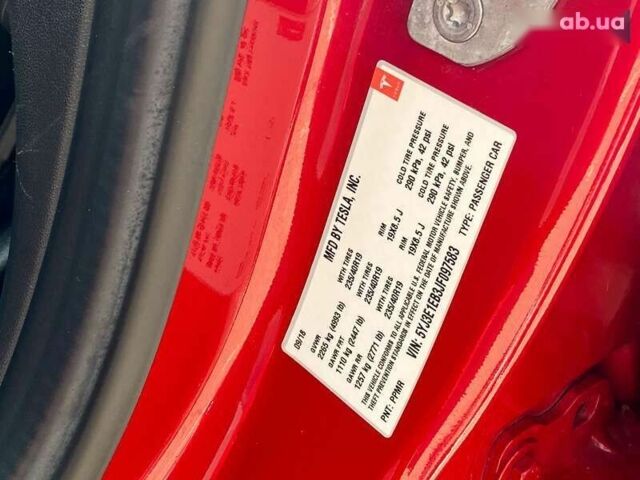 ab.ua
TESLA
MFD BY TESLA, INC.
09/18
GVWR
2265 kg (4993 lb)
GAWR FRT
1110 kg (2447 lb)
WITH TIRES
235/40R19
RIM
19X8.5 J
COLD TIRE PRESSURE
290 kPa, 42 psi
GAWR RR
1257 kg (2771 lb)
WITH TIRES
235/40R19
RIM
19X8.5 J
COLD TIRE PRESSURE
290 kPa, 42 psi
THIS VEHICLE CONFORMS TO ALL APPLICABLE U.S. FEDERAL MOTOR VEHICLE SAFETY, BUMPER, AND
THEFT PREVENTION STANDARDS IN EFFECT ON THE DATE OF MANUFACTURE SHOWN ABOVE.
VIN: 5YJ3E1EB3JF097583
TYPE: PASSENGER CAR
PNT: PPMR